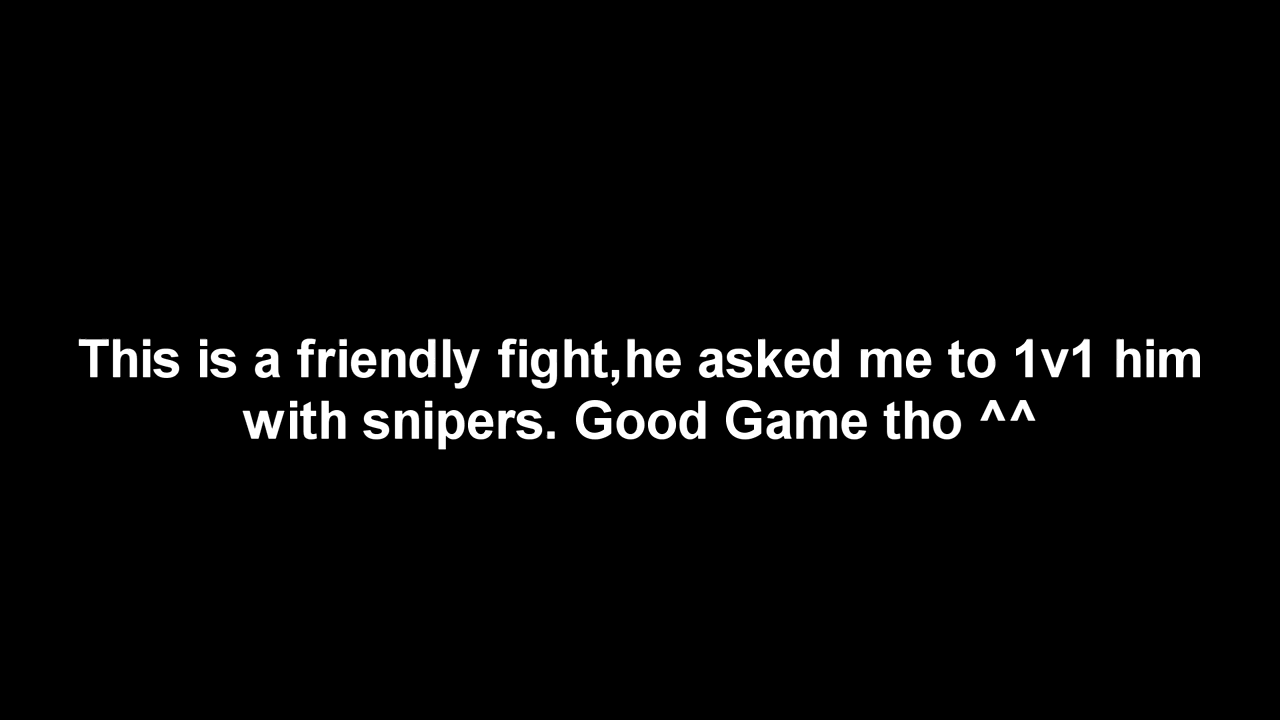 This is a friendly fight,he asked me to 1v1 him
with snipers. Good Game tho ^^